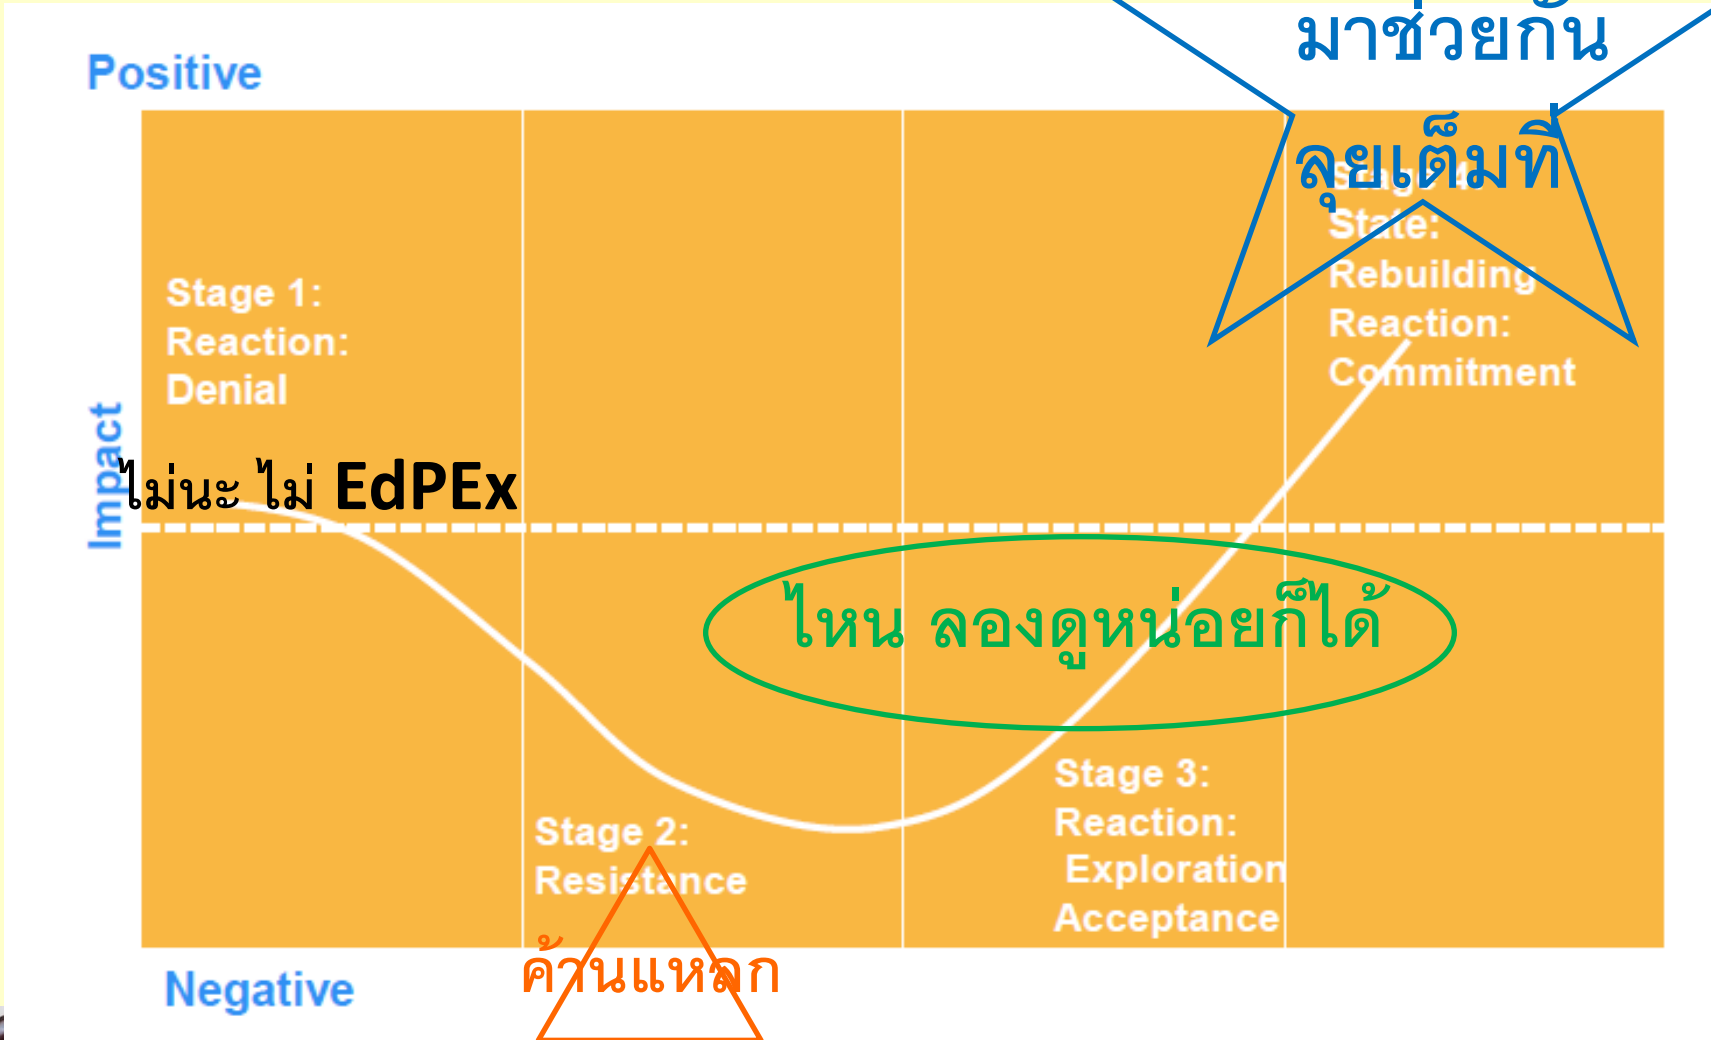 มาช่วยกัน
ลุยเต็มที่
Positive
Stage 1:
Reaction:
Denial
Stage 4:
State:
Rebuilding
Reaction:
Commitment
Impact
ไม่นะ ไม่ EdPEx
ไหน ลองดูหน่อยก็ได้
Stage 2:
Resistance
Stage 3:
Reaction:
Exploration
Acceptance
ค้านแหลก
Negative